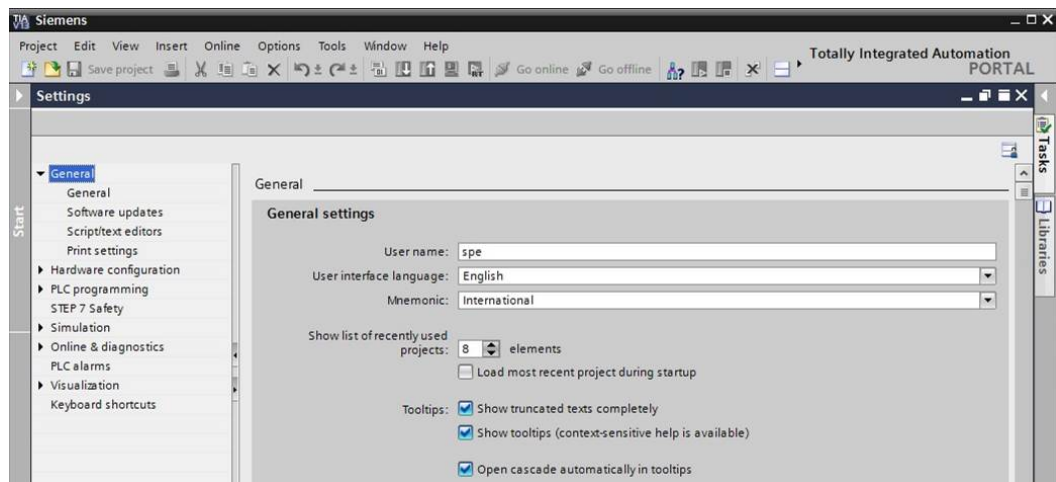 Siemens
Project Edit View Insert Online Options Tools Window Help
Totally Integrated Automation
PORTAL
Save project
Go online
Go offline
Settings
Start
General
General
Software updates
Script/text editors
Print settings
Hardware configuration
PLC programming
STEP 7 Safety
Simulation
Online & diagnostics
PLC alarms
Visualization
Keyboard shortcuts
General
General settings
User name: spe
User interface language: English
Mnemonic: International
Show list of recently used
projects: 8 elements
Load most recent project during startup
Tooltips: Show truncated texts completely
Show tooltips (context-sensitive help is available)
Open cascade automatically in tooltips
Tasks
Libraries